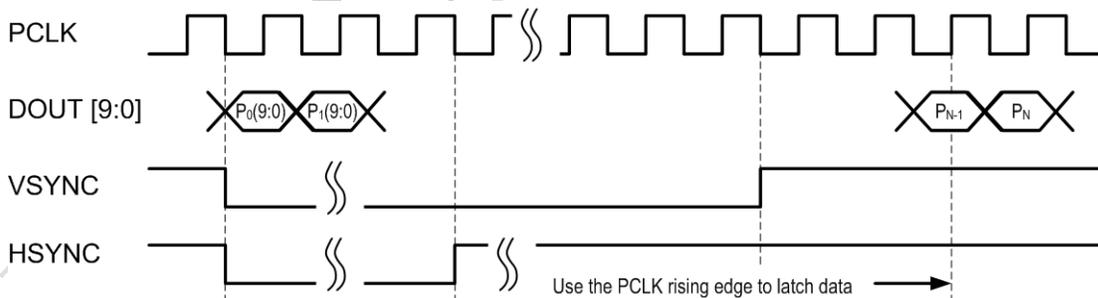 PCLK
DOUT [9:0]
P₀(9:0) P₁(9:0) Pₙ₋₁ Pₙ
VSYNC
HSYNC
Use the PCLK rising edge to latch data